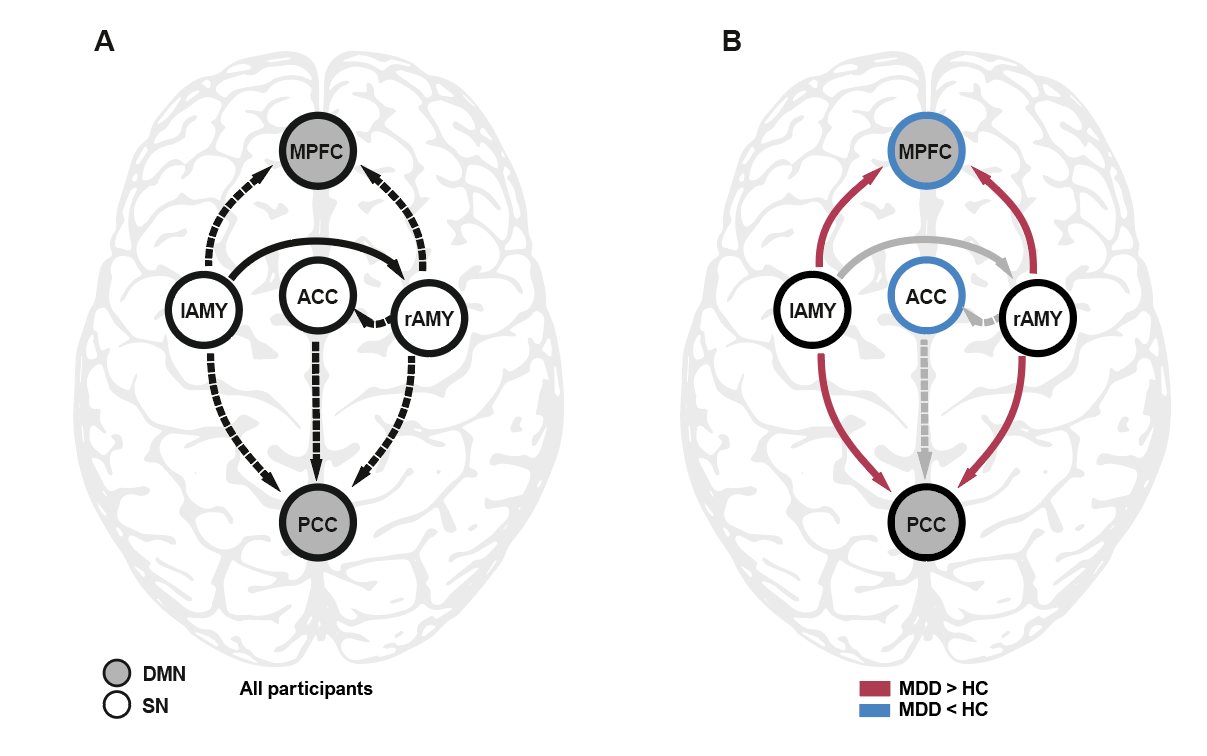 A
B
MPFC
MPFC
lAMY
ACC
rAMY
lAMY
ACC
rAMY
PCC
PCC
DMN
SN
All participants
MDD > HC
MDD < HC